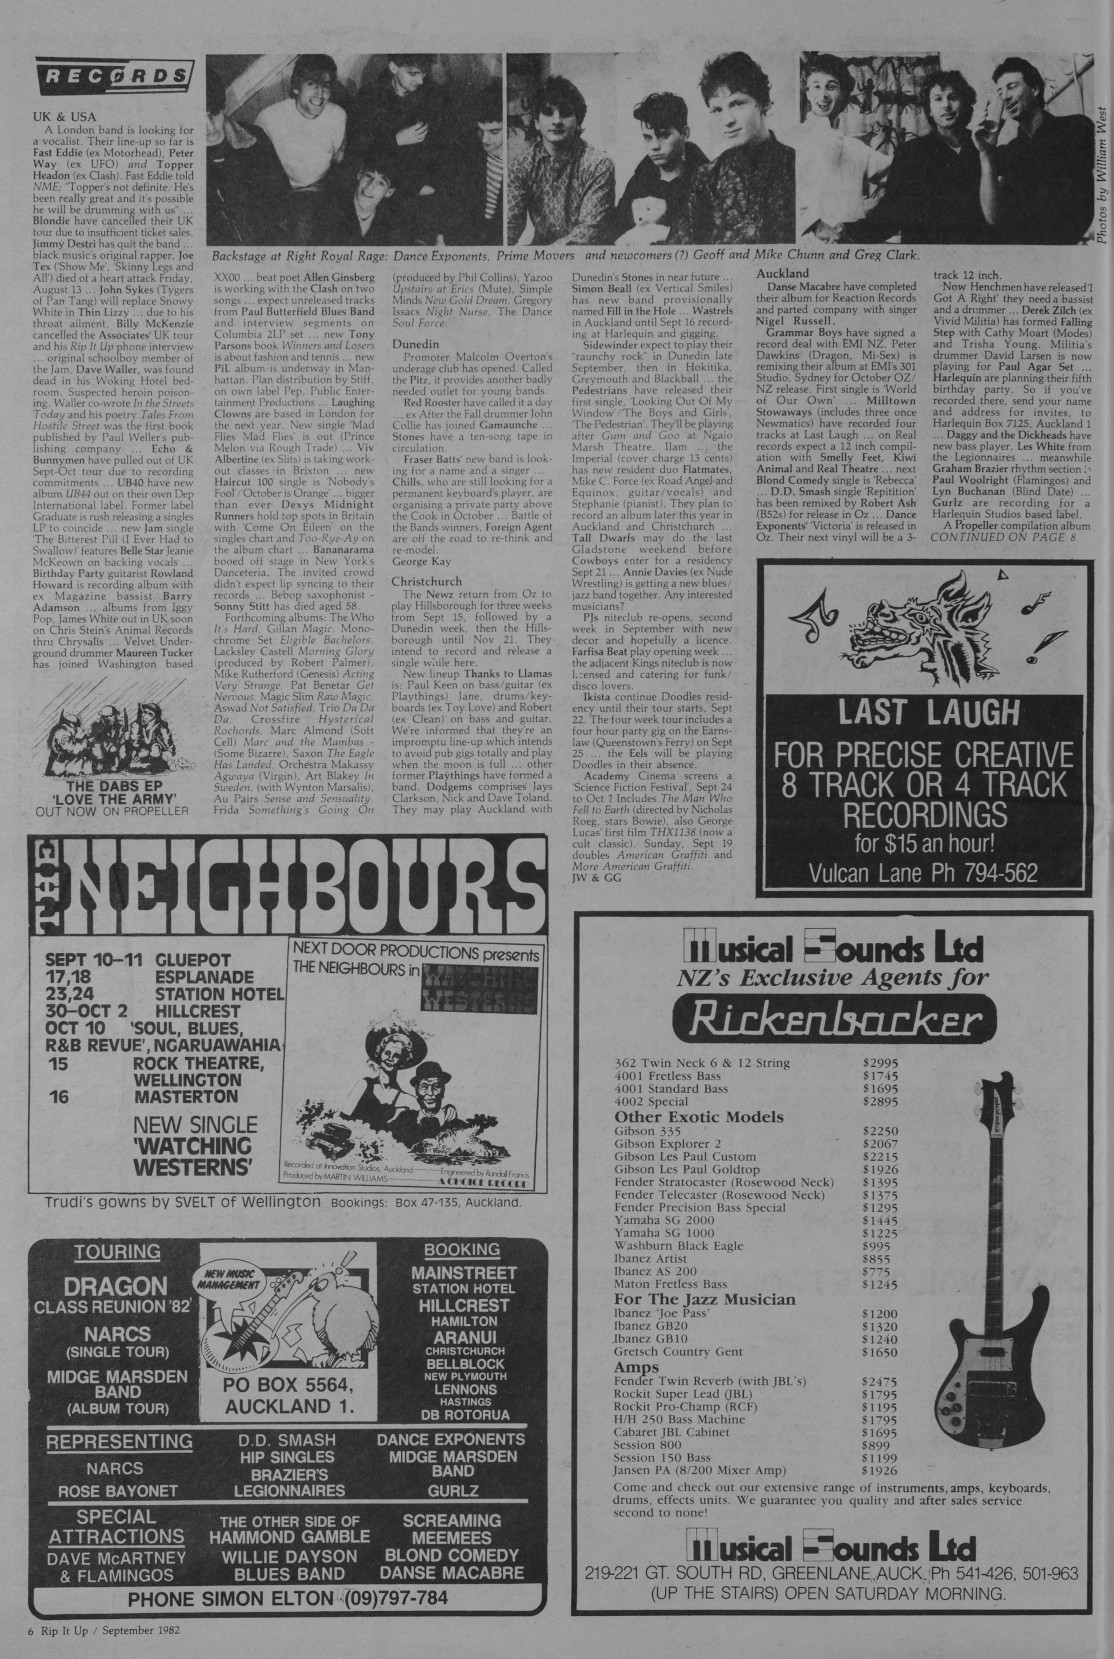 RECORDS
Photos by William West
Backstage at Right Royal Rage: Dance Exponents, Prime Movers and newcomers (?) Geoff and Mike Chunn and Greg Clark.
UK & USA
A London band is looking for
a vocalist. Their line-up so far is
Fast Eddie (ex Motorhead), Peter
Way (ex UFO) and Topper
Headon (ex Clash). Fast Eddie told
NME; "Topper's not definite. He's
been really great and it's possible
he will be drumming with us" ...
Blondie have cancelled their UK
tour due to insufficient ticket sales.
Jimmy Destri has quit the band ...
black music's original rapper, Joe
Tex ('Show Me', 'Skinny Legs and
All') died of a heart attack Friday,
August 13 ... John Sykes (Tygers
of Pan Tang) will replace Snowy
White in Thin Lizzy ... due to his
throat ailment, Billy McKenzie
cancelled the Associates' UK tour
and his Rip It Up phone interview
... original schoolboy member of
the Jam, Dave Waller, was found
dead in his Woking Hotel bed-
room. Suspected heroin poison-
ing. Waller co-wrote In the Streets
Today and his poetry Tales From
Hostile Street was the first book
published by Paul Weller's pub-
lishing company ... Echo &
Bunnymen have pulled out of UK
Sept-Oct tour due to recording
commitments ... UB40 have new
album UB44 out on their own Dep
International label. Former label
Graduate is rush releasing a singles
LP to coincide ... new Jam single
'The Bitterest Pill (I Ever Had to
Swallow)' features Belle Star Jeanie
McKeown on backing vocals ...
Birthday Party guitarist Rowland
Howard is recording album with
ex Magazine bassist Barry
Adamson ... albums from Iggy
Pop, James White out in UK soon
on Chris Stein's Animal Records
thru Chrysalis ... Velvet Under-
ground drummer Maureen Tucker
has joined Washington based
THE DABS EP
'LOVE THE ARMY'
OUT NOW ON PROPELLER
XX00 ... beat poet Allen Ginsberg
is working with the Clash on two
songs ... expect unreleased tracks
from Paul Butterfield Blues Band
and interview segments on
Columbia 2LP set ... new Tony
Parsons book Winners and Losers
is about fashion and tennis ... new
PiL album is underway in Man-
hattan. Plan distribution by Stiff,
on own label Pep, Public Enter-
tainment Productions ... Laughing
Clowns are based in London for
the next year. New single 'Mad
Flies Mad Flies' is out (Prince
Melon via Rough Trade) ... Viv
Albertine (ex Slits) is taking work-
out classes in Brixton ... new
Haircut 100 single is 'Nobody's
Fool'/'October is Orange' ... bigger
than ever Dexys Midnight
Runners hold top spots in Britain
with 'Come On Eileen' on the
singles chart and Too-Rye-Ay on
the album chart ... Bananarama
booed off stage in New York's
Danceteria. The invited crowd
didn't expect lip syncing to their
records ... Bebop saxophonist -
Sonny Stitt has died aged 58.
Forthcoming albums: The Who
It's Hard, Gillan Magic, Mono-
chrome Set Eligible Bachelors,
Lacksley Castell Morning Glory
(produced by Robert Palmer),
Mike Rutherford (Genesis) Acting
Very Strange, Pat Benetar Get
Nervous, Magic Slim Raw Magic,
Aswad Not Satisfied, Trio Da Da
Da, Crossfire Hysterical
Rochords, Marc Almond (Soft
Cell) Marc and the Mambas -
(Some Bizarre), Saxon The Eagle
Has Landed, Orchestra Makassy
Agwaya (Virgin), Art Blakey In
Sweden, (with Wynton Marsalis),
Au Pairs Sense and Sensuality,
Frida Something's Going On
(produced by Phil Collins), Yazoo
Upstairs at Erics (Mute), Simple
Minds New Gold Dream, Gregory
Issacs Night Nurse, The Dance
Soul Force.
Dunedin
Promoter Malcolm Overton's
underage club has opened. Called
the Pitz, it provides another badly
needed outlet for young bands.
Red Rooster have called it a day
... ex After the Fall drummer John
Collie has joined Gamaunche ...
Stones have a ten-song tape in
circulation.
Fraser Batts' new band is look-
ing for a name and a singer ...
Chills, who are still looking for a
permanent keyboard's player, are
organising a private party above
the Cook in October ... Battle of
the Bands winners, Foreign Agent
are off the road to re-think and
re-model.
George Kay
Christchurch
The Newz return from Oz to
play Hillsborough for three weeks
from Sept 15, followed by a
Dunedin week, then the Hills-
borough until Nov 21. They
intend to record and release a
single while here.
New lineup Thanks to Llamas
is: Paul Keen on bass/guitar (ex
Playthings) Jane, drums/key-
boards (ex Toy Love) and Robert
(ex Clean) on bass and guitar.
We're informed that they're an
impromptu line-up which intends
to avoid pub gigs totally and play
when the moon is full ... other
former Playthings have formed a
band. Dodgems comprises Jays
Clarkson, Nick and Dave Toland.
They may play Auckland with
Dunedin's Stones in near future ...
Simon Beall (ex Vertical Smiles)
has new band provisionally
named Fill in the Hole ... Wastrels
in Auckland until Sept 16 record-
ing at Harlequin and gigging.
Sidewinder expect to play their
"raunchy rock" in Dunedin late
September, then in Hokitika,
Greymouth and Blackball ... the
Pedestrians have released their
first single, 'Looking Out Of My
Window'/'The Boys and Girls',
'The Pedestrian'. They'll be playing
after Gum and Goo at Ngaio
Marsh Theatre, Ilam ... the
Imperial (cover charge 13 cents)
has new resident duo Flatmates,
Mike C. Force (ex Road Angel and
Equinox, guitar/vocals) and
Stephanie (pianist). They plan to
record an album later this year in
Auckland and Christchurch ...
Tall Dwarfs may do the last
Gladstone weekend before
Cowboys enter for a residency
Sept 21 ... Annie Davies (ex Nude
Wrestling) is getting a new blues/
jazz band together. Any interested
musicians?
PJs niteclub re-opens, second
week in September with new
decor and hopefully a licence.
Farfisa Beat play opening week ...
the adjacent Kings niteclub is now
licensed and catering for funk/
disco lovers.
Ikista continue Doodles resid-
ency until their tour starts, Sept
22. The four week tour includes a
four hour party gig on the Earns-
law (Queenstown's Ferry) on Sept
25 ... the Eels will be playing
Doodles in their absence.
Academy Cinema screens a
'Science Fiction Festival', Sept 24
to Oct 7 Includes The Man Who
Fell to Earth (directed by Nicholas
Roeg, stars Bowie), also George
Lucas' first film THX1138 (now a
cult classic). Sunday, Sept 19
doubles American Graffiti and
More American Graffiti.
JW & GG
Auckland
Danse Macabre have completed
their album for Reaction Records
and parted company with singer
Nigel Russell.
Grammar Boys have signed a
record deal with EMI NZ. Peter
Dawkins' (Dragon, Mi-Sex) is
remixing their album at EMI's 301
Studio, Sydney for October OZ/
NZ release. First single is 'World
of Our Own' ... Milltown
Stowaways (includes three once
Newmatics) have recorded four
tracks at Last Laugh ... on Real
records expect a 12 inch compil-
ation with Smelly Feet, Kiwi
Animal and Real Theatre ... next
Blond Comedy single is 'Rebecca'
... D.D. Smash single 'Repitition'
has been remixed by Robert Ash
(B52s) for release in Oz ... Dance
Exponents' 'Victoria' is released in
Oz. Their next vinyl will be a 3-
track 12 inch.
Now Henchmen have released 'I
Got A Right' they need a bassist
and a drummer ... Derek Zilch (ex
Vivid Militia) has formed Falling
Step with Cathy Moart (Modes)
and Trisha Young. Militia's
drummer David Larsen is now
playing for Paul Agar Set ...
Harlequin are planning their fifth
birthday party. So if you've
recorded there, send your name
and address for invites, to
Harlequin Box 7125, Auckland 1
... Daggy and the Dickheads have
new bass player, Les White from
the Legionnaires ... meanwhile
Graham Brazier rhythm section is
Paul Woolright (Flamingos) and
Lyn Buchanan (Blind Date) ...
Gurlz are recording for a
Harlequin Studios based label.
A Propeller compilation album
CONTINUED ON PAGE 8
LAST LAUGH
FOR PRECISE CREATIVE
8 TRACK OR 4 TRACK
RECORDINGS
for $15 an hour!
Vulcan Lane Ph 794-562
THE NEIGHBOURS
SEPT 10-11 GLUEPOT
17,18 ESPLANADE
23,24 STATION HOTEL
30-OCT 2 HILLCREST
OCT 10 'SOUL, BLUES,
R&B REVUE', NGARUAWAHIA
15 ROCK THEATRE,
WELLINGTON
16 MASTERTON
NEW SINGLE
'WATCHING
WESTERNS'
NEXT DOOR PRODUCTIONS presents
THE NEIGHBOURS in WATCHING
WESTERNS
Recorded at Innovation Studios, Auckland
Engineered by Randall Francis
Produced by MARTIN WILLIAMS
A CHOICE RECORD
Trudi's gowns by SVELT of Wellington Bookings: Box 47-135, Auckland.
TOURING
DRAGON
CLASS REUNION '82'
NARCS
(SINGLE TOUR)
MIDGE MARSDEN
BAND
(ALBUM TOUR)
NEW MUSIC
MANAGEMENT
PO BOX 5564,
AUCKLAND 1.
BOOKING
MAINSTREET
STATION HOTEL
HILLCREST
HAMILTON
ARANUI
CHRISTCHURCH
BELLBLOCK
NEW PLYMOUTH
LENNONS
HASTINGS
DB ROTORUA
REPRESENTING
NARCS
ROSE BAYONET
D.D. SMASH
HIP SINGLES
BRAZIER'S
LEGIONNAIRES
DANCE EXPONENTS
MIDGE MARSDEN
BAND
GURLZ
SPECIAL
ATTRACTIONS
DAVE McARTNEY
& FLAMINGOS
THE OTHER SIDE OF
HAMMOND GAMBLE
WILLIE DAYSON
BLUES BAND
SCREAMING
MEEMEES
BLOND COMEDY
DANSE MACABRE
PHONE SIMON ELTON (09)797-784
Musical Sounds Ltd
NZ's Exclusive Agents for
Rickenbacker
362 Twin Neck 6 & 12 String $2995
4001 Fretless Bass $1745
4001 Standard Bass $1695
4002 Special $2895
Other Exotic Models
Gibson 335 $2250
Gibson Explorer 2 $2067
Gibson Les Paul Custom $2215
Gibson Les Paul Goldtop $1926
Fender Stratocaster (Rosewood Neck) $1395
Fender Telecaster (Rosewood Neck) $1375
Fender Precision Bass Special $1295
Yamaha SG 2000 $1445
Yamaha SG 1000 $1225
Washburn Black Eagle $995
Ibanez Artist $855
Ibanez AS 200 $775
Maton Fretless Bass $1245
For The Jazz Musician
Ibanez 'Joe Pass' $1200
Ibanez GB20 $1320
Ibanez GB10 $1240
Gretsch Country Gent $1650
Amps
Fender Twin Reverb (with JBL's) $2475
Rockit Super Lead (JBL) $1795
Rockit Pro-Champ (RCF) $1195
H/H 250 Bass Machine $1795
Cabaret JBL Cabinet $1695
Session 800 $899
Session 150 Bass $1199
Jansen PA (8/200 Mixer Amp) $1926
Come and check out our extensive range of instruments, amps, keyboards,
drums, effects units. We guarantee you quality and after sales service
second to none!
Musical Sounds Ltd
219-221 GT. SOUTH RD, GREENLANE, AUCK. Ph 541-426, 501-963
(UP THE STAIRS) OPEN SATURDAY MORNING.
6 Rip It Up / September 1982